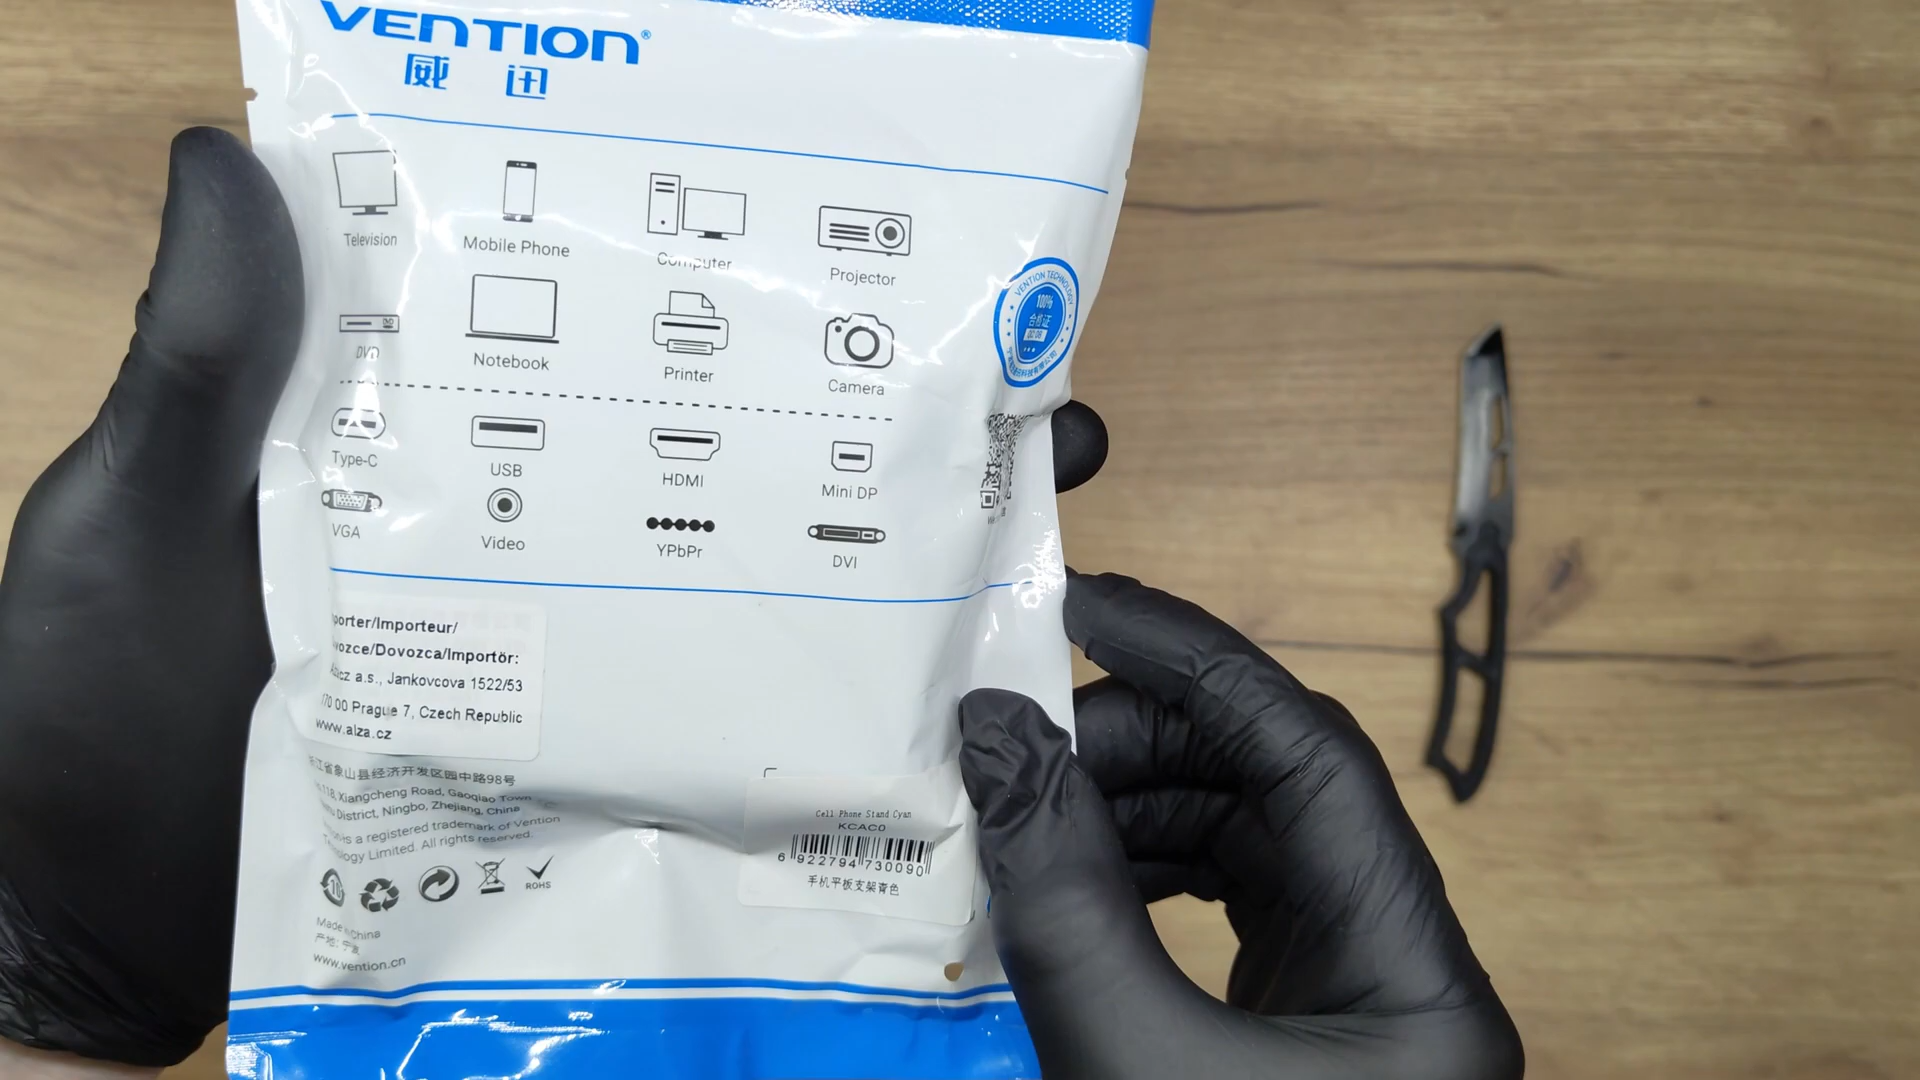 VENTION®
威 迅
Television
Mobile Phone
Computer
Projector
DVD
Notebook
Printer
Camera
VENTION TECHNOLOGY
100%
合格证
Type-C
USB
HDMI
Mini DP
VGA
Video
YPbPr
DVI
porter/Importeur/
vozce/Dovozca/Importör:
a.s., Jankovcova 1522/53
70 00 Prague 7, Czech Republic
www.alza.cz
江省象山县经济开发区园中路98号
Xiangcheng Road, Gaoqiao Town
District, Ningbo, Zhejiang, China
is a registered trademark of Vention
Limited. All rights reserved.
ROHS
Made in China
产地: 宁波
www.vention.cn
Cell Phone Stand Cyan
KCAC0
6 922794 730090
手机平板支架青色